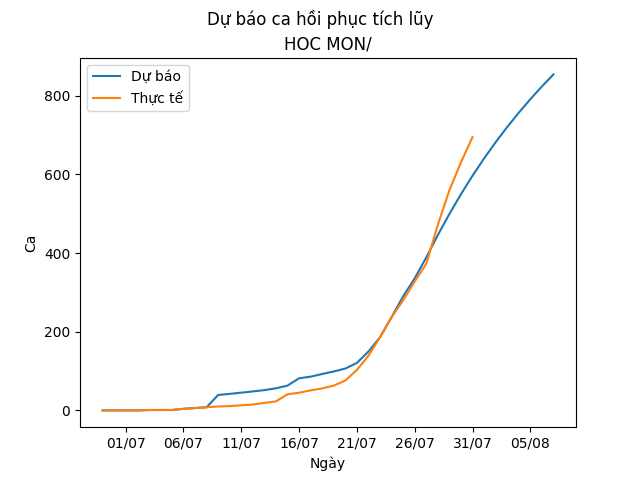 Dự báo ca hồi phục tích lũy
HOC MON/
Dự báo
Thực tế
Ca
800
600
400
200
0
01/07 06/07 11/07 16/07 21/07 26/07 31/07 05/08
Ngày